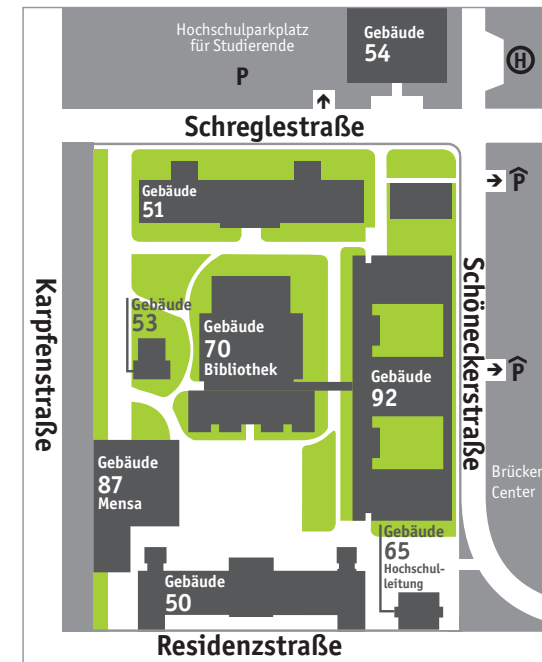 Hochschulparkplatz
für Studierende
P
Gebäude
54
H
Schreglestraße
Gebäude
51
P
Karpfenstraße
Schöneckerstraße
Gebäude
53
Gebäude
70
Bibliothek
Gebäude
92
P
Gebäude
87
Mensa
Brücken
Center
Gebäude
65
Hochschul-
leitung
Gebäude
50
Residenzstraße